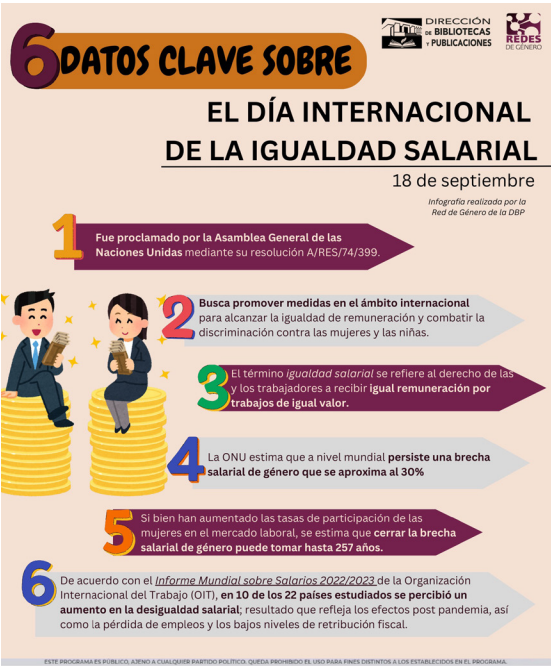 6 DATOS CLAVE SOBRE
DIRECCIÓN
DE BIBLIOTECAS
Y PUBLICACIONES
REDES
DE GÉNERO
EL DÍA INTERNACIONAL
DE LA IGUALDAD SALARIAL
18 de septiembre
Infografía realizada por la
Red de Género de la DBP
1
Fue proclamado por la Asamblea General de las
Naciones Unidas mediante su resolución A/RES/74/399.
2
Busca promover medidas en el ámbito internacional
para alcanzar la igualdad de remuneración y combatir la
discriminación contra las mujeres y las niñas.
3
El término igualdad salarial se refiere al derecho de las
y los trabajadores a recibir igual remuneración por
trabajos de igual valor.
4
La ONU estima que a nivel mundial persiste una brecha
salarial de género que se aproxima al 30%
5
Si bien han aumentado las tasas de participación de las
mujeres en el mercado laboral, se estima que cerrar la brecha
salarial de género puede tomar hasta 257 años.
6
De acuerdo con el Informe Mundial sobre Salarios 2022/2023 de la Organización
Internacional del Trabajo (OIT), en 10 de los 22 países estudiados se percibió un
aumento en la desigualdad salarial; resultado que refleja los efectos post pandemia, así
como la pérdida de empleos y los bajos niveles de retribución fiscal.
ESTE PROGRAMA ES PÚBLICO, AJENO A CUALQUIER PARTIDO POLÍTICO. QUEDA PROHIBIDO EL USO PARA FINES DISTINTOS A LOS ESTABLECIDOS EN EL PROGRAMA.